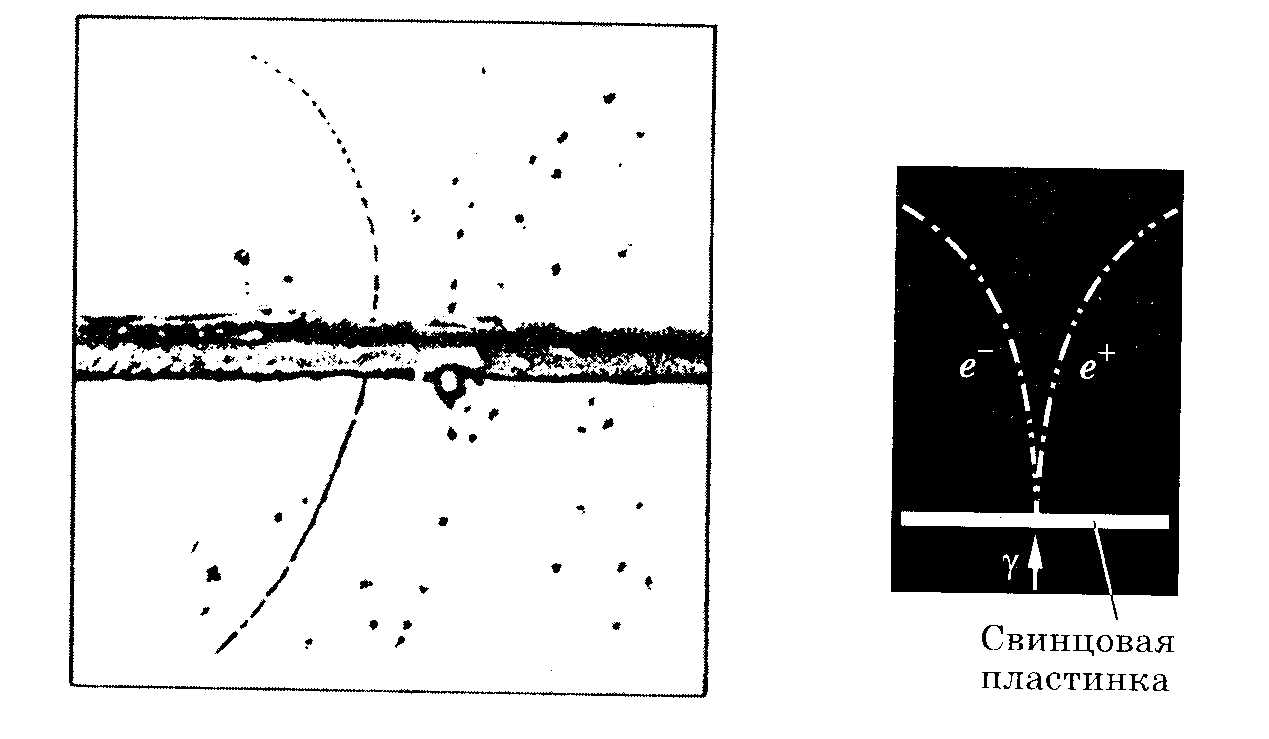 e⁻ e⁺
γ
Свинцовая
пластинка